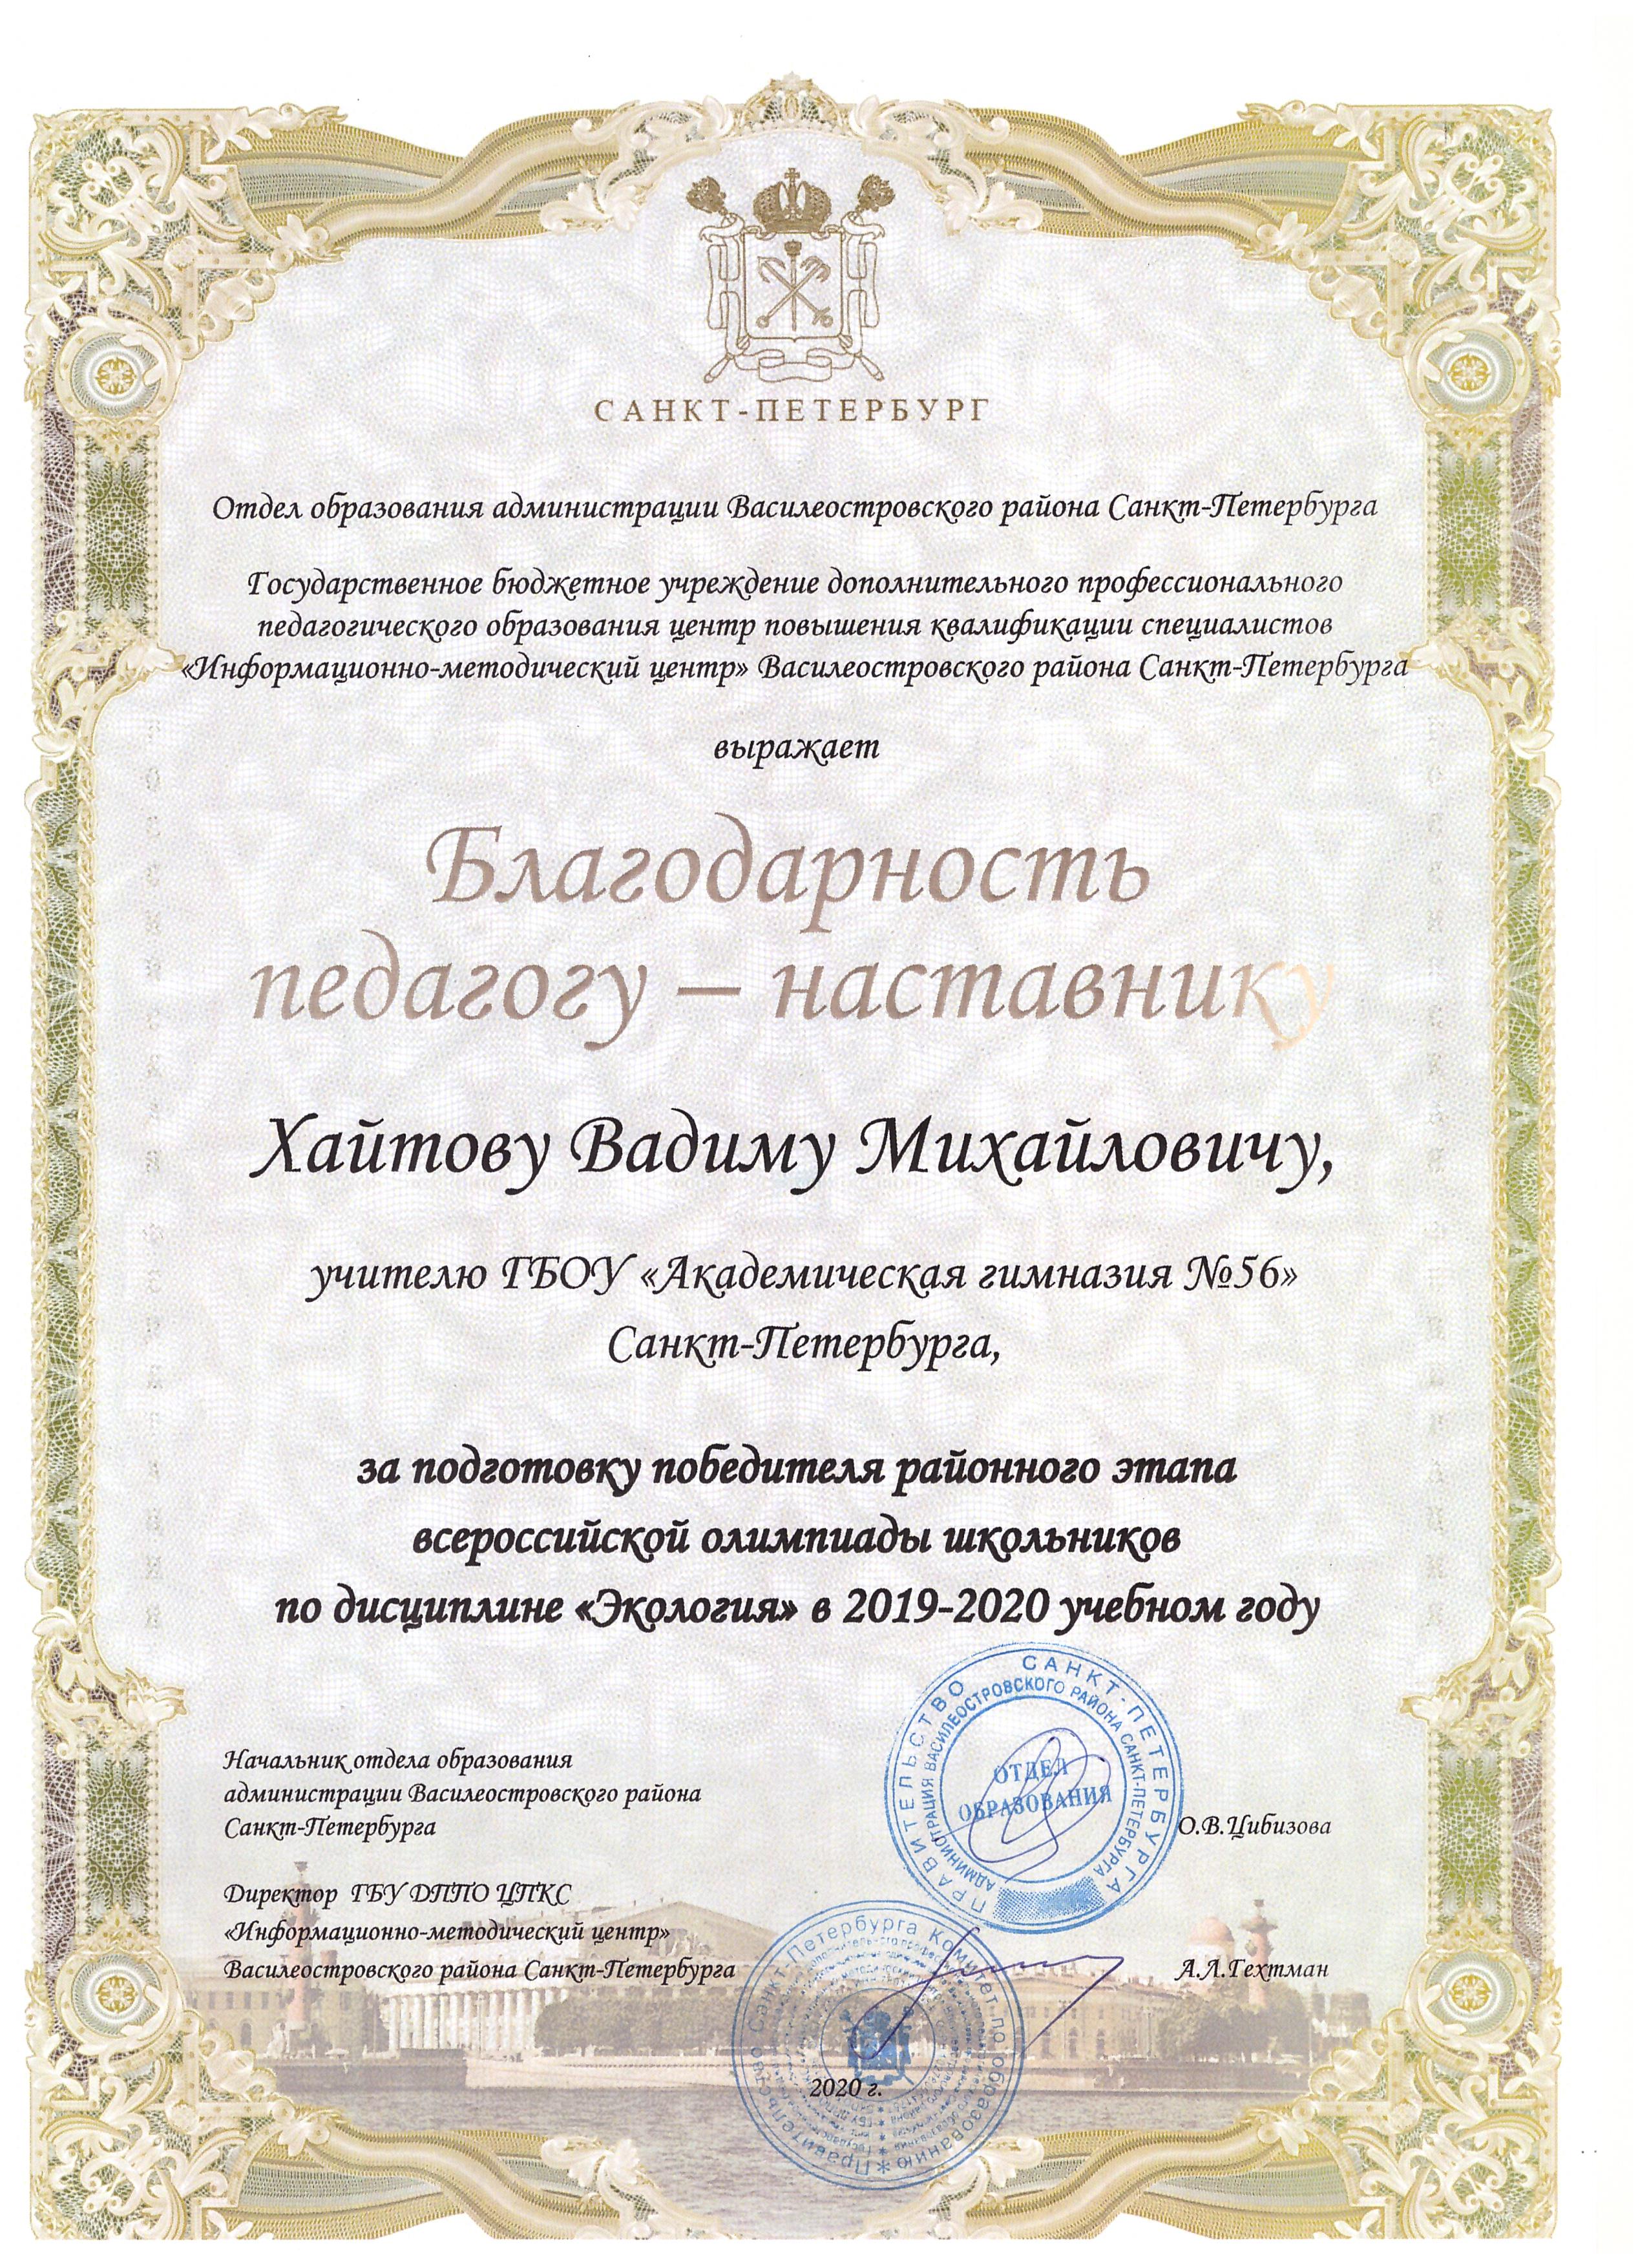 САНКТ-ПЕТЕРБУРГ
Отдел образования администрации Василеостровского района Санкт-Петербурга
Государственное бюджетное учреждение дополнительного профессионального
педагогического образования центр повышения квалификации специалистов
«Информационно-методический центр» Василеостровского района Санкт-Петербурга
выражает
Благодарность
педагогу – наставнику
Хайтову Вадиму Михайловичу,
учителю ГБОУ «Академическая гимназия №56»
Санкт-Петербурга,
за подготовку победителя районного этапа
всероссийской олимпиады школьников
по дисциплине «Экология» в 2019-2020 учебном году
ПРАВИТЕЛЬСТВО САНКТ-ПЕТЕРБУРГА
АДМИНИСТРАЦИЯ ВАСИЛЕОСТРОВСКОГО РАЙОНА САНКТ-ПЕТЕРБУРГА
ОТДЕЛ
ОБРАЗОВАНИЯ
Начальник отдела образования
администрации Василеостровского района
Санкт-Петербурга
О.В.Цибизова
Директор ГБУ ДППО ЦПКС
«Информационно-методический центр»
Василеостровского района Санкт-Петербурга
А.Л.Гехтман
Правительство Санкт-Петербурга Комитет по образованию
2020 г.